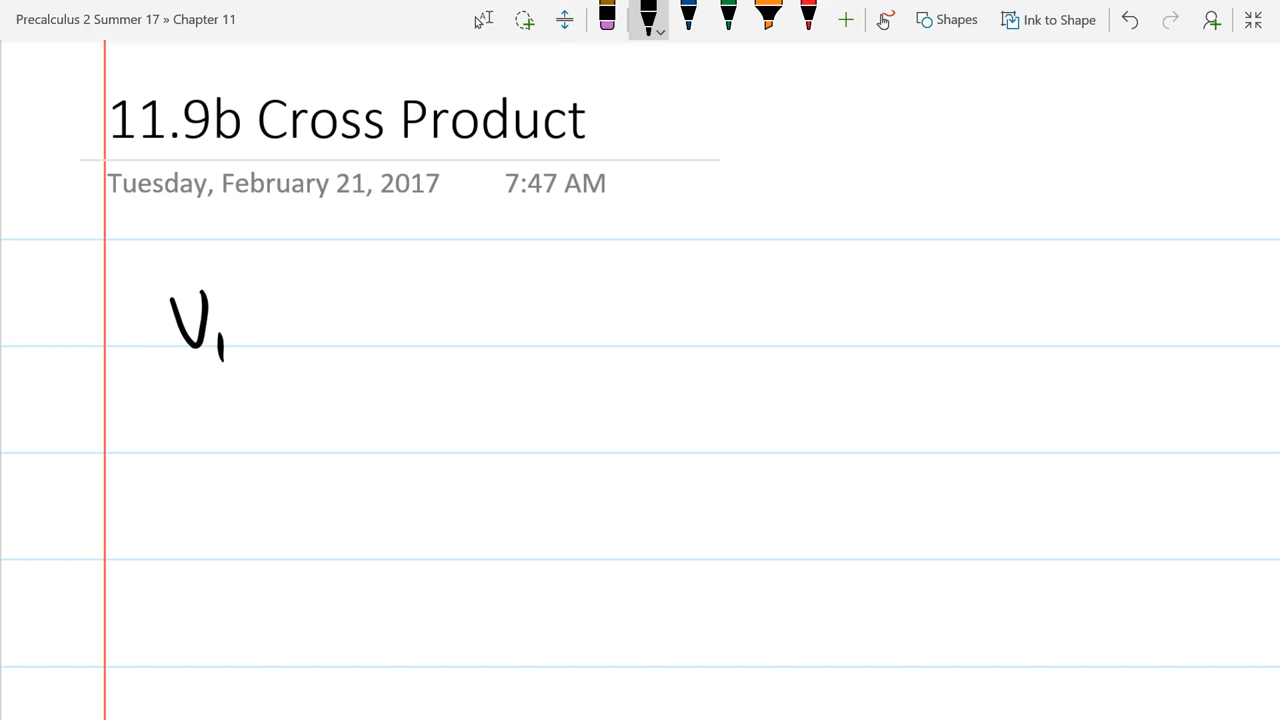 Precalculus 2 Summer 17 » Chapter 11
Shapes
Ink to Shape
11.9b Cross Product
Tuesday, February 21, 2017 7:47 AM
V₁